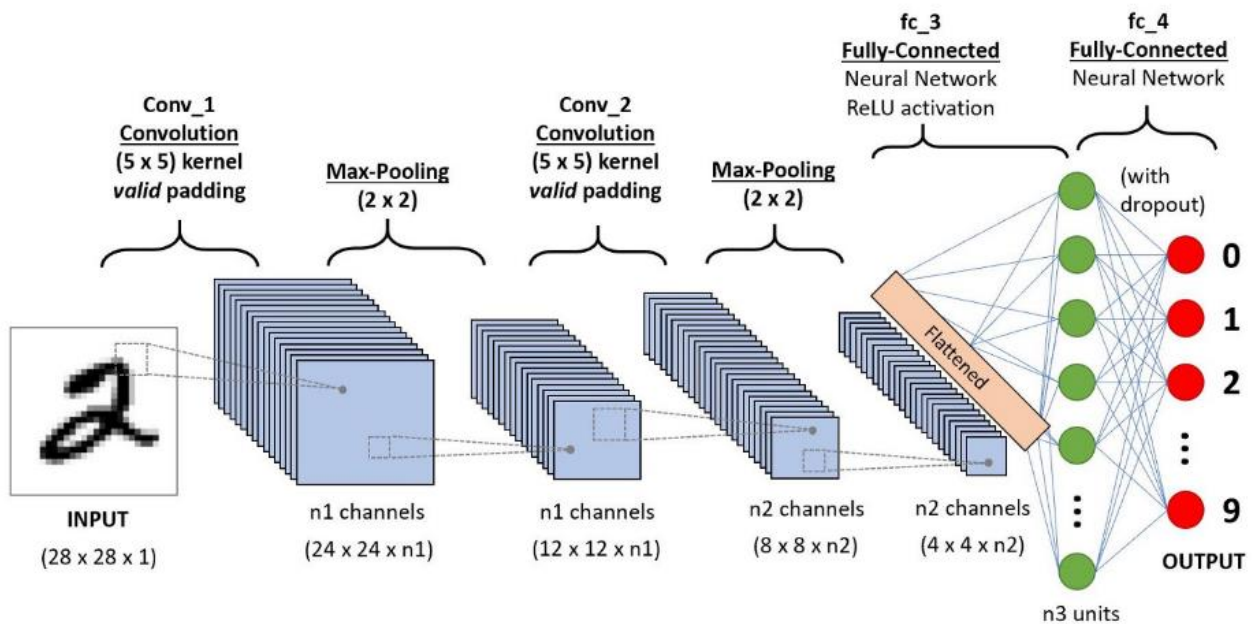 fc_3
Fully-Connected
Neural Network
ReLU activation
fc_4
Fully-Connected
Neural Network
Conv_1
Convolution
(5 x 5) kernel
valid padding
Max-Pooling
(2 x 2)
Conv_2
Convolution
(5 x 5) kernel
valid padding
Max-Pooling
(2 x 2)
(with
dropout)
Flattened
0
1
2
9
OUTPUT
INPUT
(28 x 28 x 1)
n1 channels
(24 x 24 x n1)
n1 channels
(12 x 12 x n1)
n2 channels
(8 x 8 x n2)
n2 channels
(4 x 4 x n2)
n3 units
2